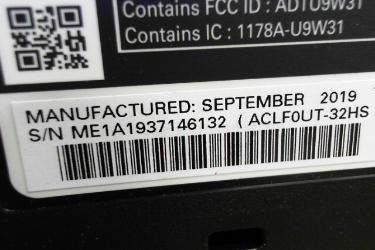 Contains FCC ID : ADTU9W31
Contains IC : 1178A-U9W31
MANUFACTURED: SEPTEMBER 2019
S/N ME1A1937146132 ( ACLF0UT-32HS